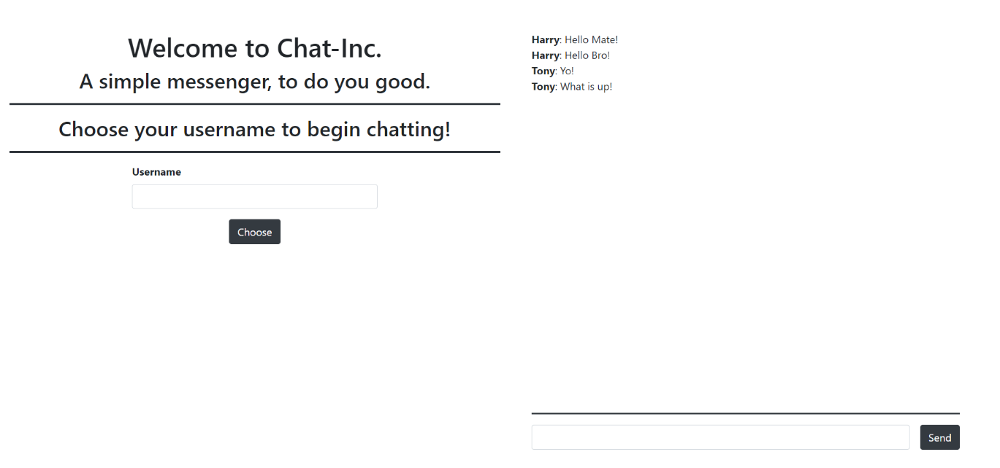 Welcome to Chat-Inc.
A simple messenger, to do you good.
Choose your username to begin chatting!
Username
Choose
Harry: Hello Mate!
Harry: Hello Bro!
Tony: Yo!
Tony: What is up!
Send